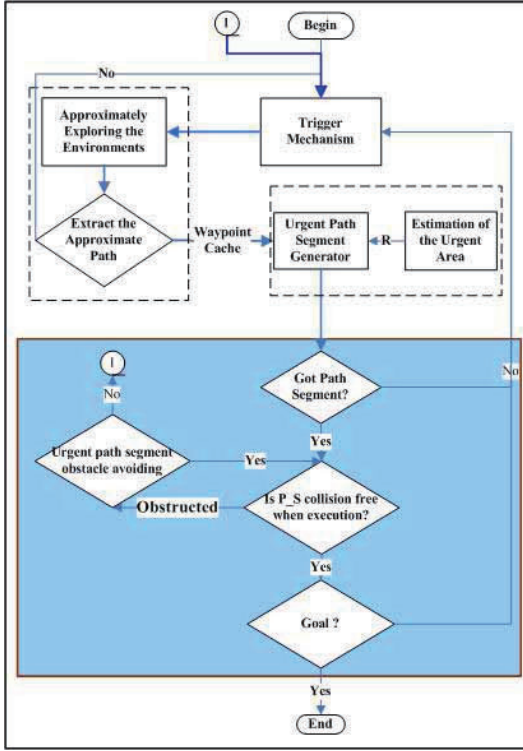 1
Begin
No
Approximately
Exploring the
Environments
Trigger
Mechanism
Extract the
Approximate
Path
Waypoint
Cache
Urgent Path
Segment
Generator
R
Estimation of
the Urgent
Area
Got Path
Segment?
No
1
No
Yes
Urgent path segment
obstacle avoiding
Yes
Is P_S collision free
when execution?
Obstructed
Yes
Goal ?
Yes
End